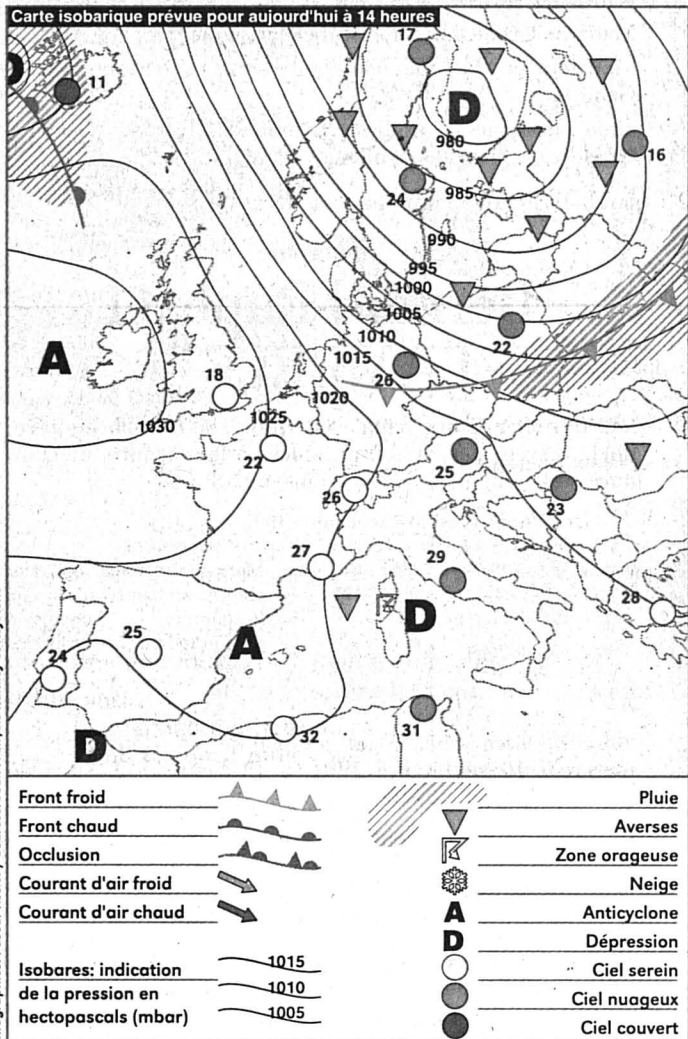 Carte isobarique prévue pour aujourd'hui à 14 heures
17
D
11
D
980
16
24
985
990
995
1000
1005
22
1010
1015
26
A
18
1020
1025
1030
22
25
26
23
27
29
28
D
25
A
24
D
32
31
Front froid
Front chaud
Occlusion
Courant d'air froid
Courant d'air chaud
Isobares: indication
de la pression en
hectopascals (mbar)
1015
1010
1005
Pluie
Averses
Zone orageuse
Neige
A Anticyclone
D Dépression
Ciel serein
Ciel nuageux
Ciel couvert